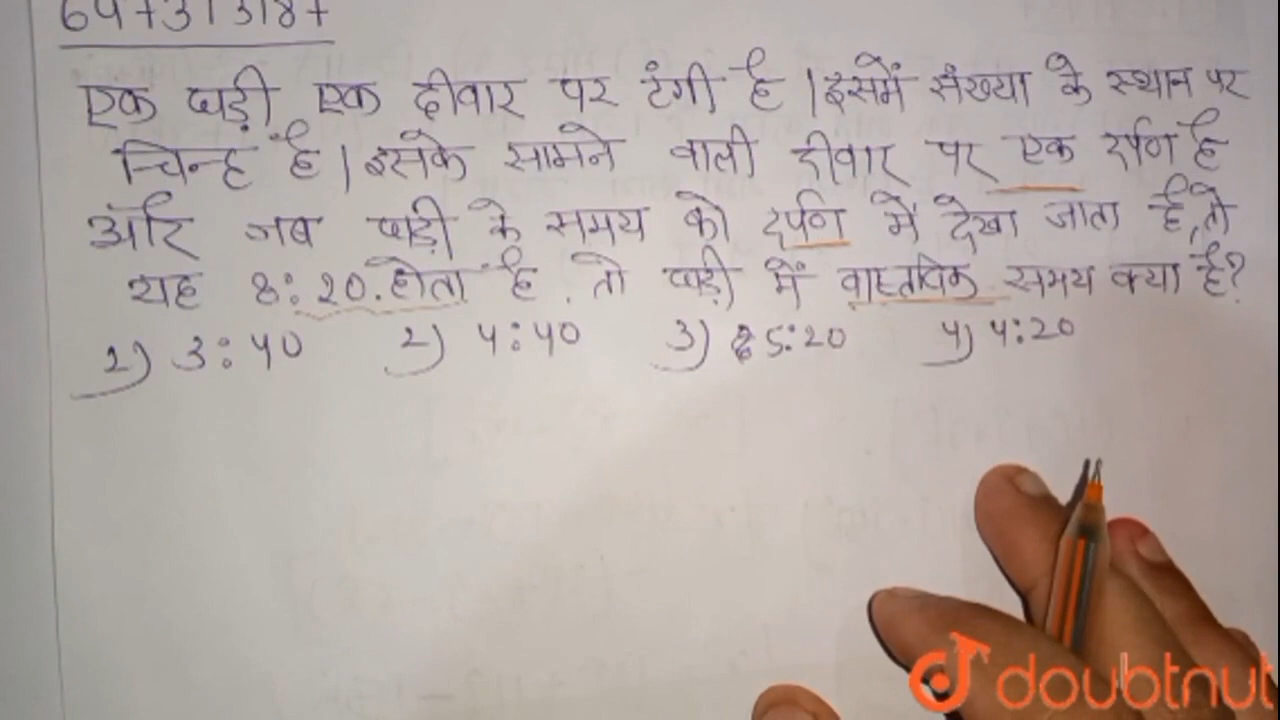 647313187
एक घड़ी एक दीवार पर टंगी है। इसमें संख्या के स्थान पर
चिन्ह है। इसके सामने वाली दीवार पर एक दर्पण है
और जब घड़ी के समय को दर्पण में देखा जाता है, तो
यह 8:20. होता है. तो घड़ी में वास्तविक समय क्या है?
1) 3:40 2) 4:40 3) 5:20 4) 4:20
doubtnut